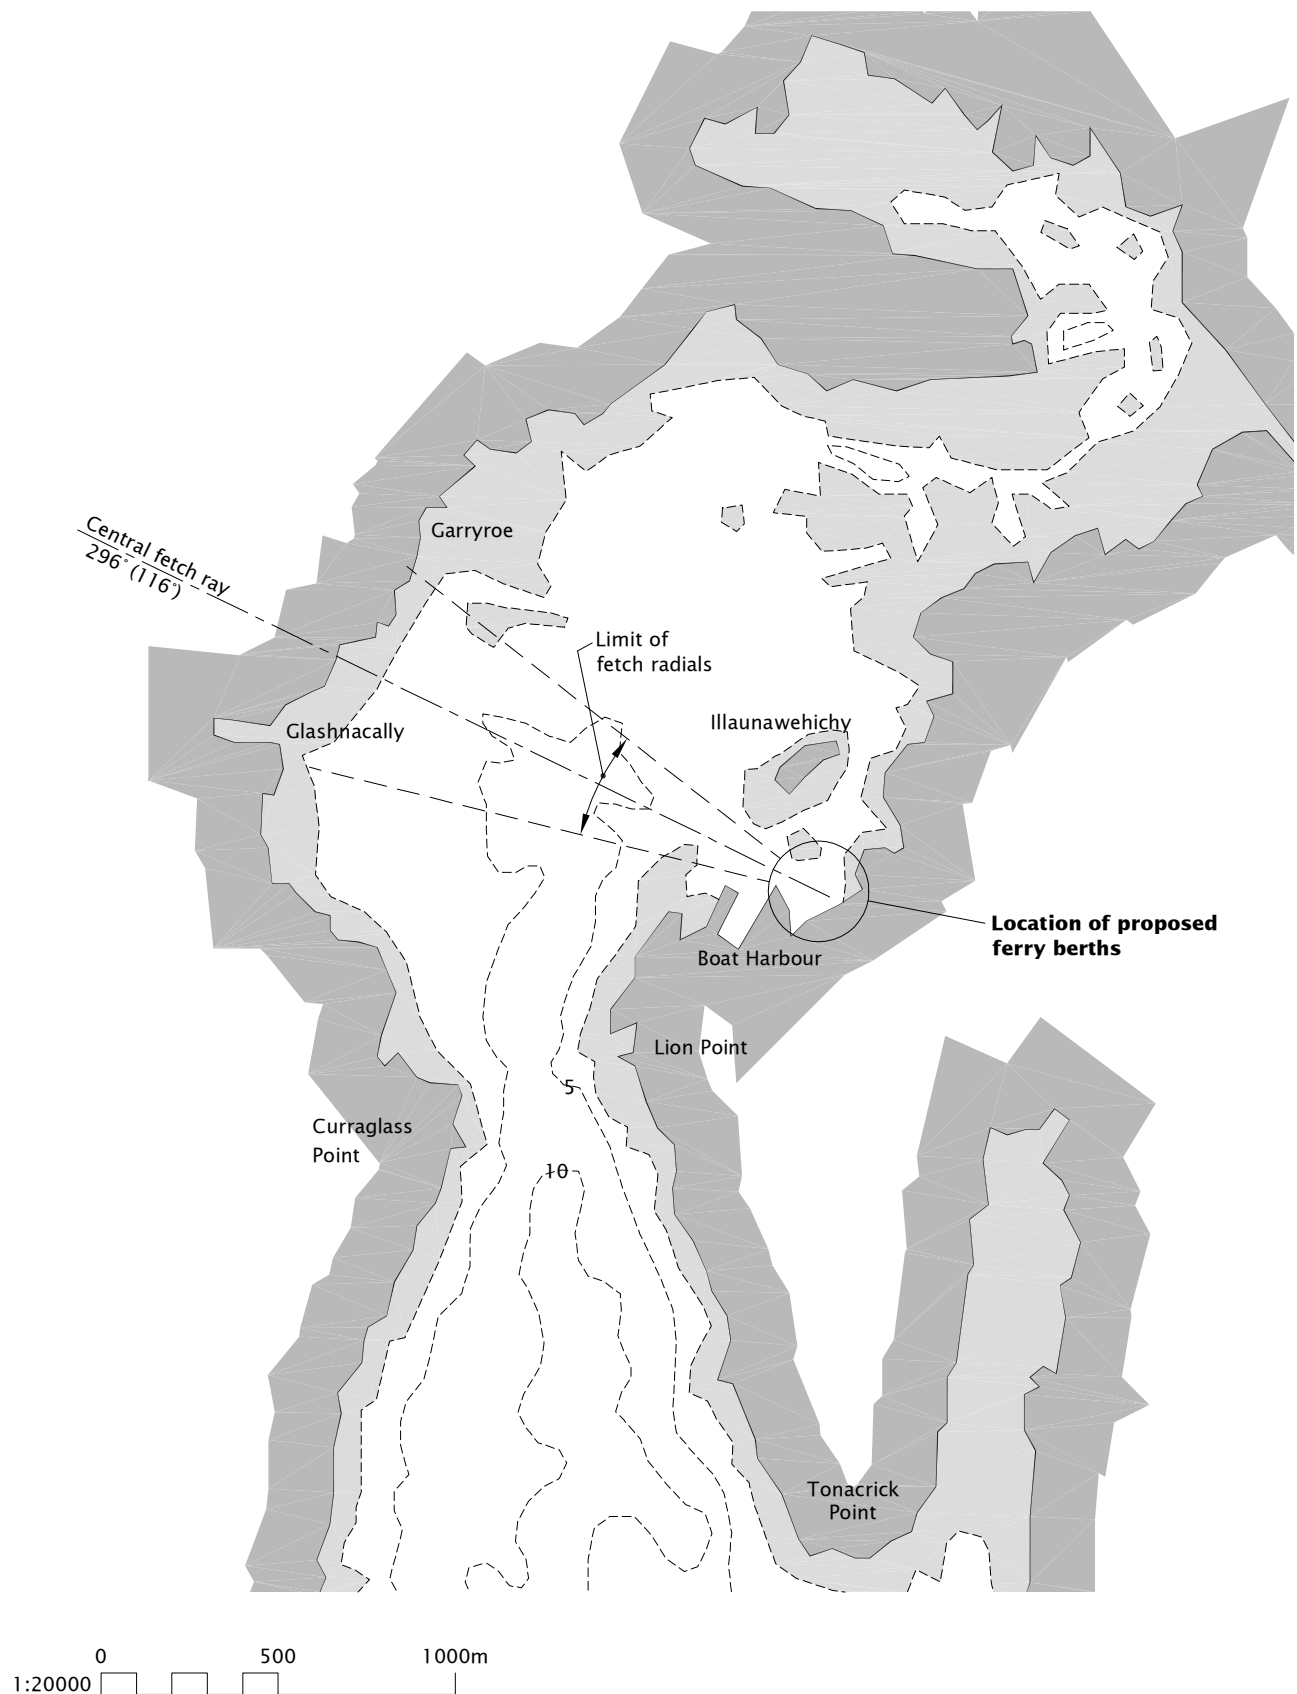 Garryroe
Central fetch ray
296°(116°)
Limit of
fetch radials
Illaunawehichy
Glashnacally
Location of proposed
ferry berths
Boat Harbour
Lion Point
5
Curraglass
Point
10
Tonacrick
Point
0 500 1000m
1:20000